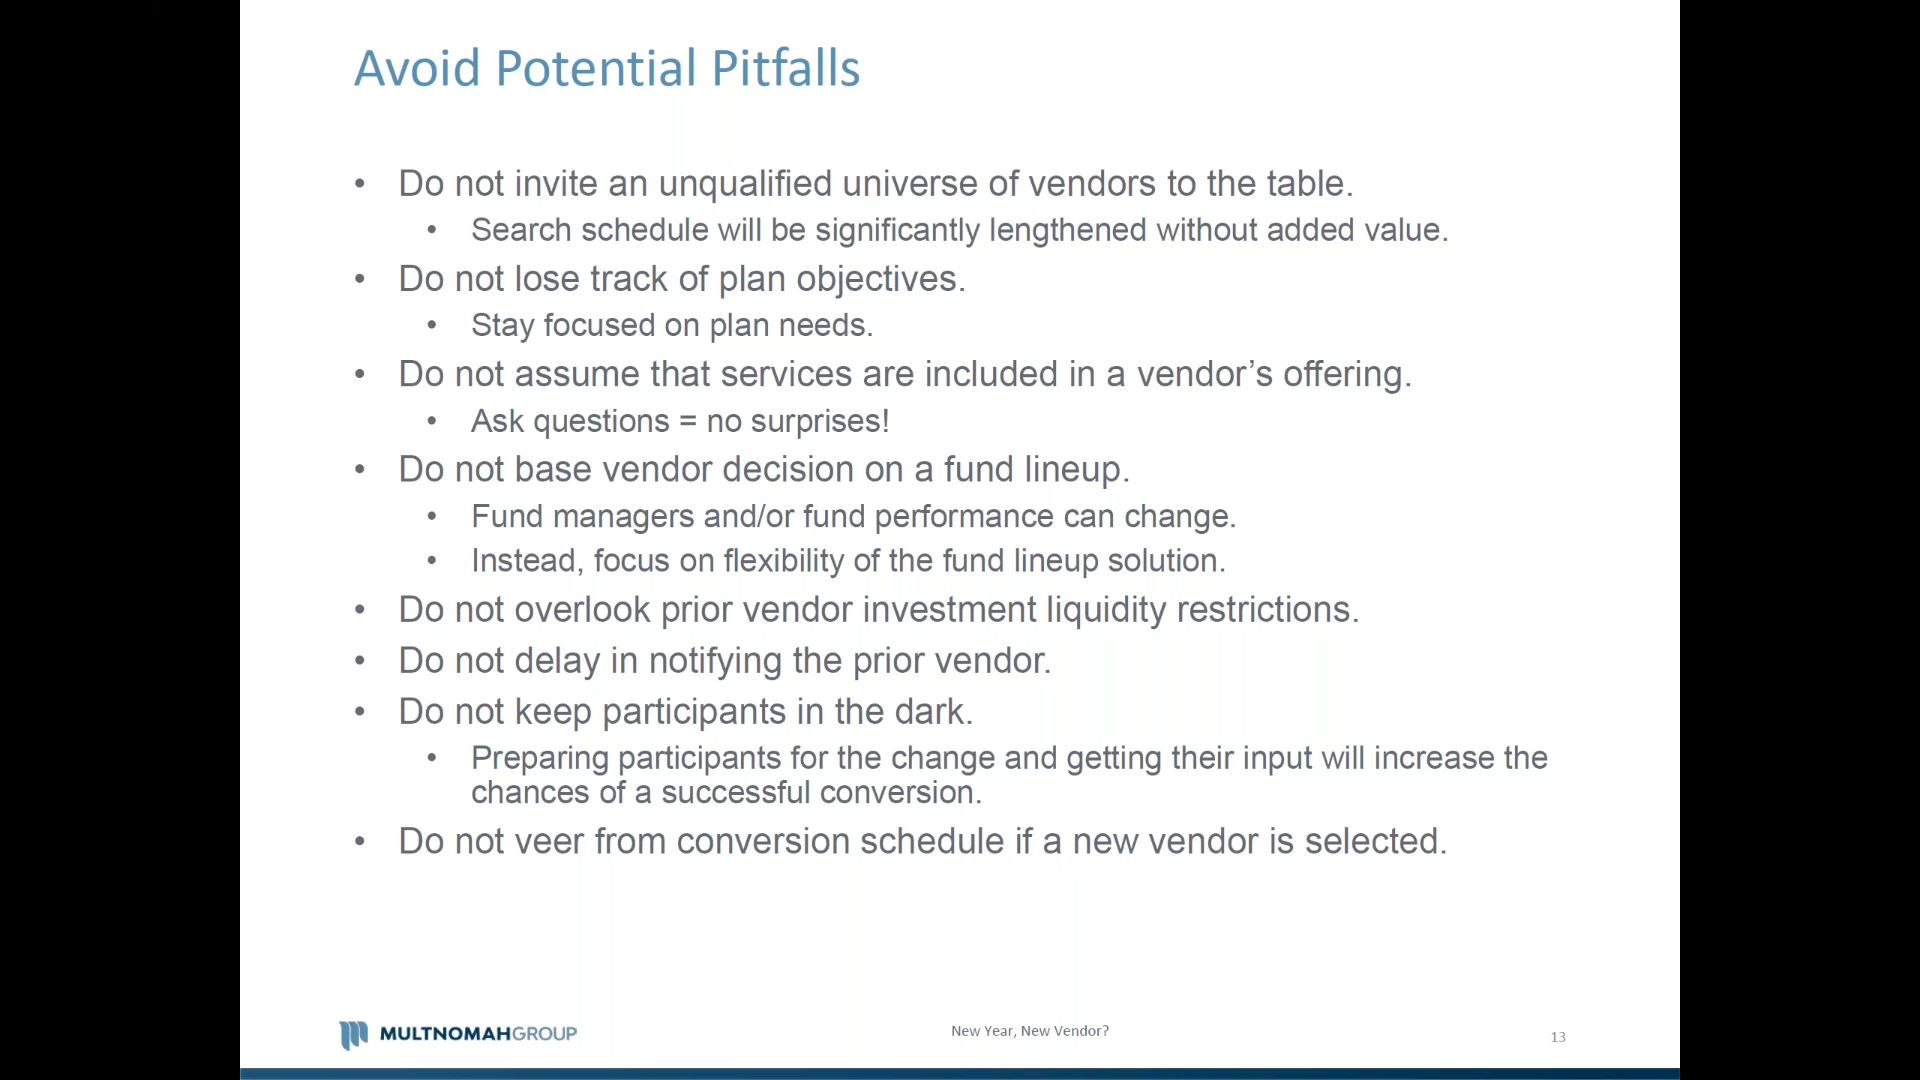 Avoid Potential Pitfalls
• Do not invite an unqualified universe of vendors to the table.
• Search schedule will be significantly lengthened without added value.
• Do not lose track of plan objectives.
• Stay focused on plan needs.
• Do not assume that services are included in a vendor’s offering.
• Ask questions = no surprises!
• Do not base vendor decision on a fund lineup.
• Fund managers and/or fund performance can change.
• Instead, focus on flexibility of the fund lineup solution.
• Do not overlook prior vendor investment liquidity restrictions.
• Do not delay in notifying the prior vendor.
• Do not keep participants in the dark.
• Preparing participants for the change and getting their input will increase the
chances of a successful conversion.
• Do not veer from conversion schedule if a new vendor is selected.
MULTNOMAHGROUP
New Year, New Vendor?
13